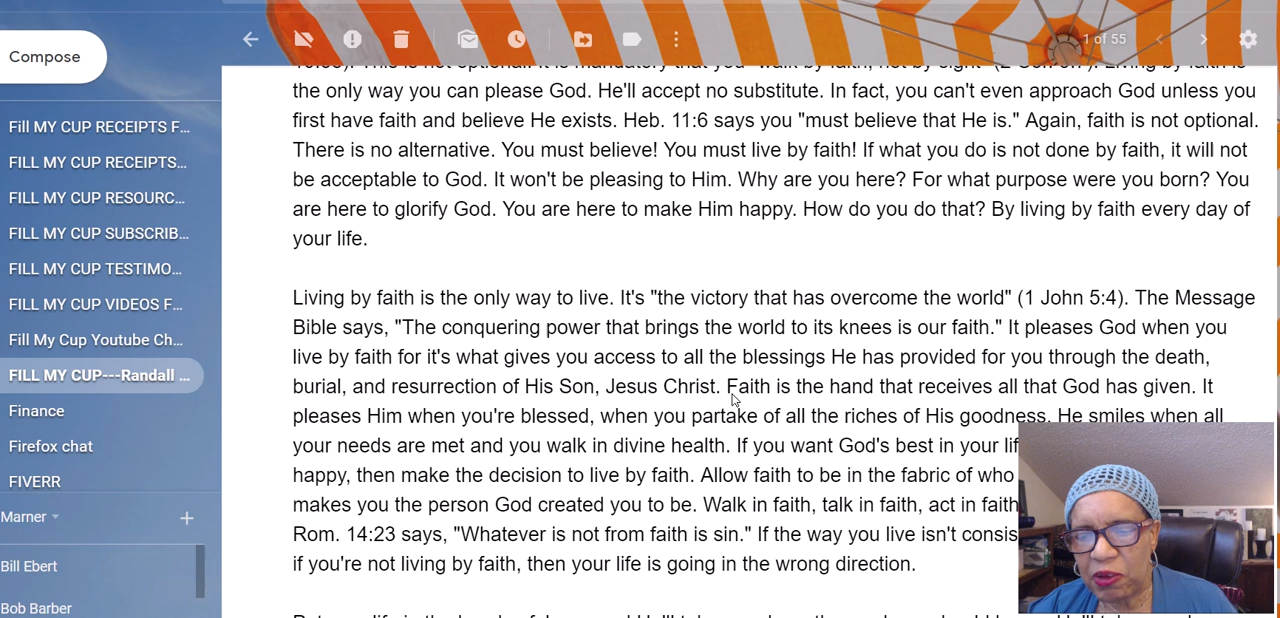 Compose
1 of 55
Fill MY CUP RECEIPTS F...
FILL MY CUP RECEIPTS...
FILL MY CUP RESOURC...
FILL MY CUP SUBSCRIB...
FILL MY CUP TESTIMO...
FILL MY CUP VIDEOS F...
Fill My Cup Youtube Ch...
FILL MY CUP---Randall ...
Finance
Firefox chat
FIVERR
Marner
Bill Ebert
Bob Barber
the only way you can please God. He'll accept no substitute. In fact, you can't even approach God unless you
first have faith and believe He exists. Heb. 11:6 says you "must believe that He is." Again, faith is not optional.
There is no alternative. You must believe! You must live by faith! If what you do is not done by faith, it will not
be acceptable to God. It won't be pleasing to Him. Why are you here? For what purpose were you born? You
are here to glorify God. You are here to make Him happy. How do you do that? By living by faith every day of
your life.
Living by faith is the only way to live. It's "the victory that has overcome the world" (1 John 5:4). The Message
Bible says, "The conquering power that brings the world to its knees is our faith." It pleases God when you
live by faith for it's what gives you access to all the blessings He has provided for you through the death,
burial, and resurrection of His Son, Jesus Christ. Faith is the hand that receives all that God has given. It
pleases Him when you're blessed, when you partake of all the riches of His goodness. He smiles when all
your needs are met and you walk in divine health. If you want God's best in your lif
happy, then make the decision to live by faith. Allow faith to be in the fabric of who
makes you the person God created you to be. Walk in faith, talk in faith, act in faith
Rom. 14:23 says, "Whatever is not from faith is sin." If the way you live isn't consis
if you're not living by faith, then your life is going in the wrong direction.